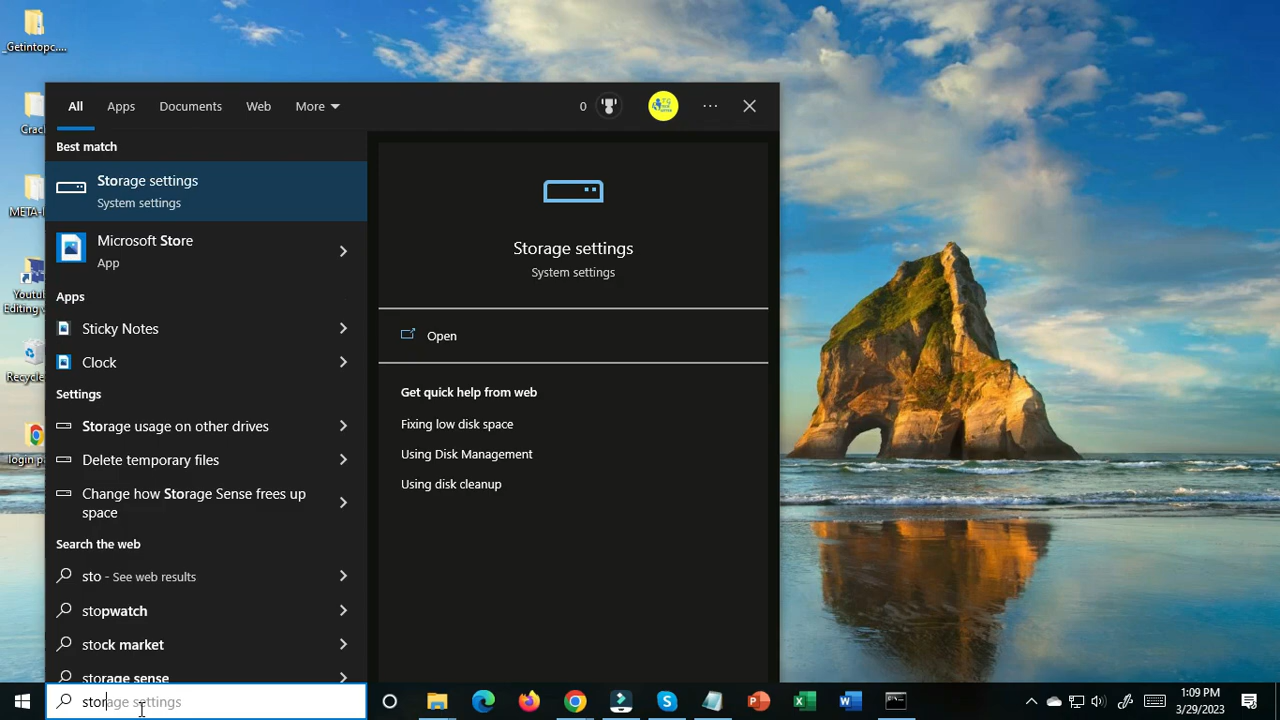 _Getintopc....
Crac
META-I
Youtu
Editing v
Recycle
login p
All
Apps
Documents
Web
More
0
Best match
Storage settings
System settings
Microsoft Store
App
Apps
Sticky Notes
Clock
Settings
Storage usage on other drives
Delete temporary files
Change how Storage Sense frees up
space
Search the web
sto - See web results
stopwatch
stock market
storage sense
storage settings
Storage settings
System settings
Open
Get quick help from web
Fixing low disk space
Using Disk Management
Using disk cleanup
1:09 PM
3/29/2023